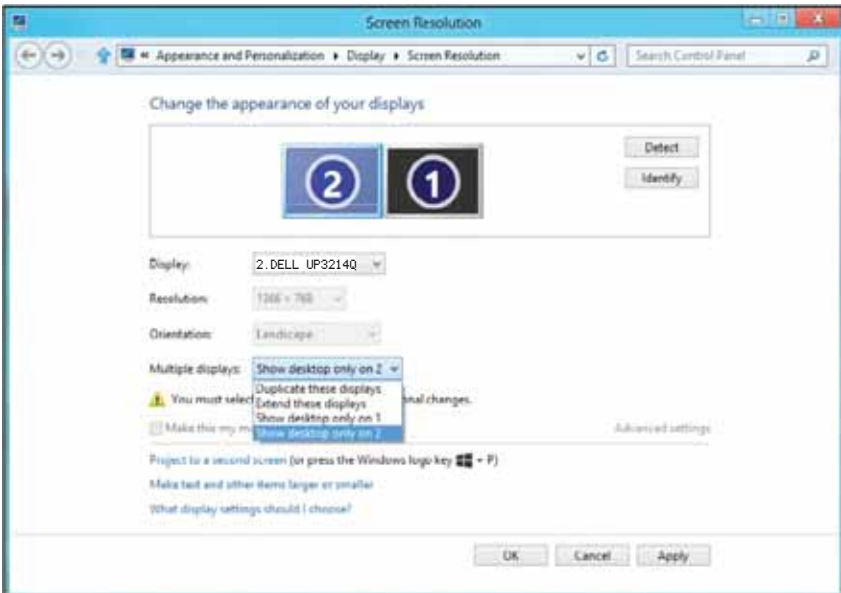 Screen Resolution
« Appearance and Personalization ▸ Display ▸ Screen Resolution
Search Control Panel
Change the appearance of your displays
2
1
Detect
Identify
Display: 2.DELL UP3214Q
Resolution: 1366 × 768
Orientation: Landscape
Multiple displays: Show desktop only on 2
Duplicate these displays
You must select
Extend these displays
nal changes.
Show desktop only on 1
Make this my m
Show desktop only on 2
Advanced settings
Project to a second screen (or press the Windows logo key + P)
Make text and other items larger or smaller
What display settings should I choose?
OK Cancel Apply